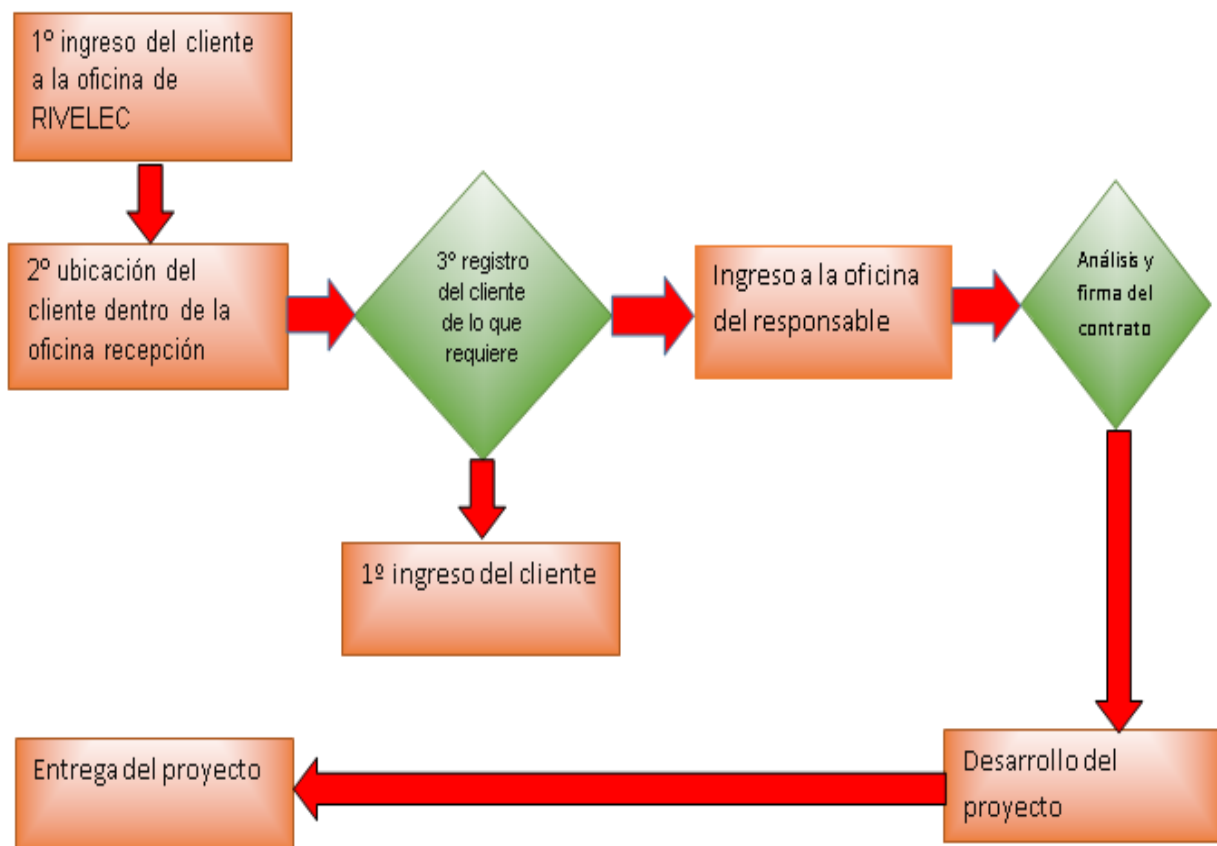 1º ingreso del cliente
a la oficina de
RIVELEC
2º ubicación del
cliente dentro de la
oficina recepción
3º registro
del cliente
de lo que
requiere
Ingreso a la oficina
del responsable
Análisis y
firma del
contrato
1º ingreso del cliente
Desarrollo del
proyecto
Entrega del proyecto